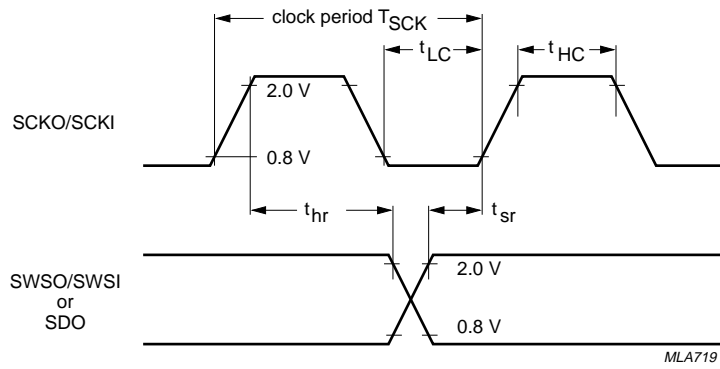 clock period TSCK
tLC
tHC
SCKO/SCKI
2.0 V
0.8 V
thr
tsr
SWSO/SWSI
or
SDO
2.0 V
0.8 V
MLA719